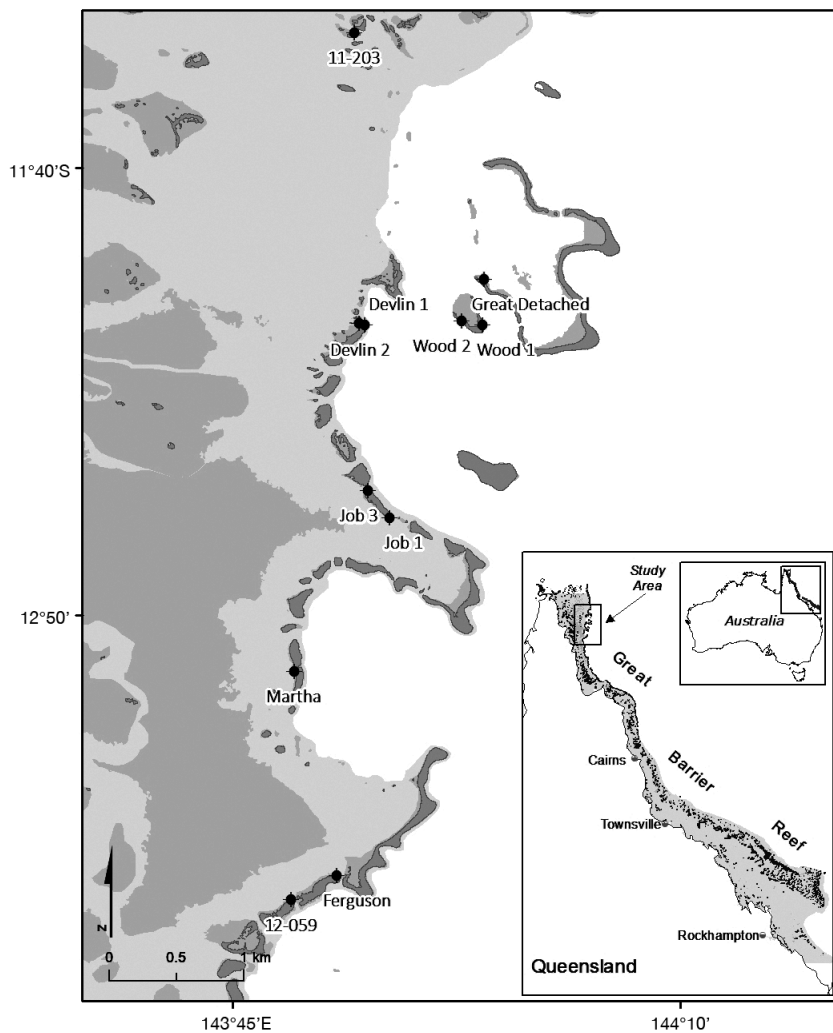 11-203
11°40'S
Devlin 1
Great Detached
Devlin 2
Wood 2
Wood 1
Job 3
Job 1
12°50'
Martha
Ferguson
12-059
N
0
0.5
1 km
143°45'E
144°10'
Study
Area
Australia
Great
Barrier
Reef
Cairns
Townsville
Rockhampton
Queensland